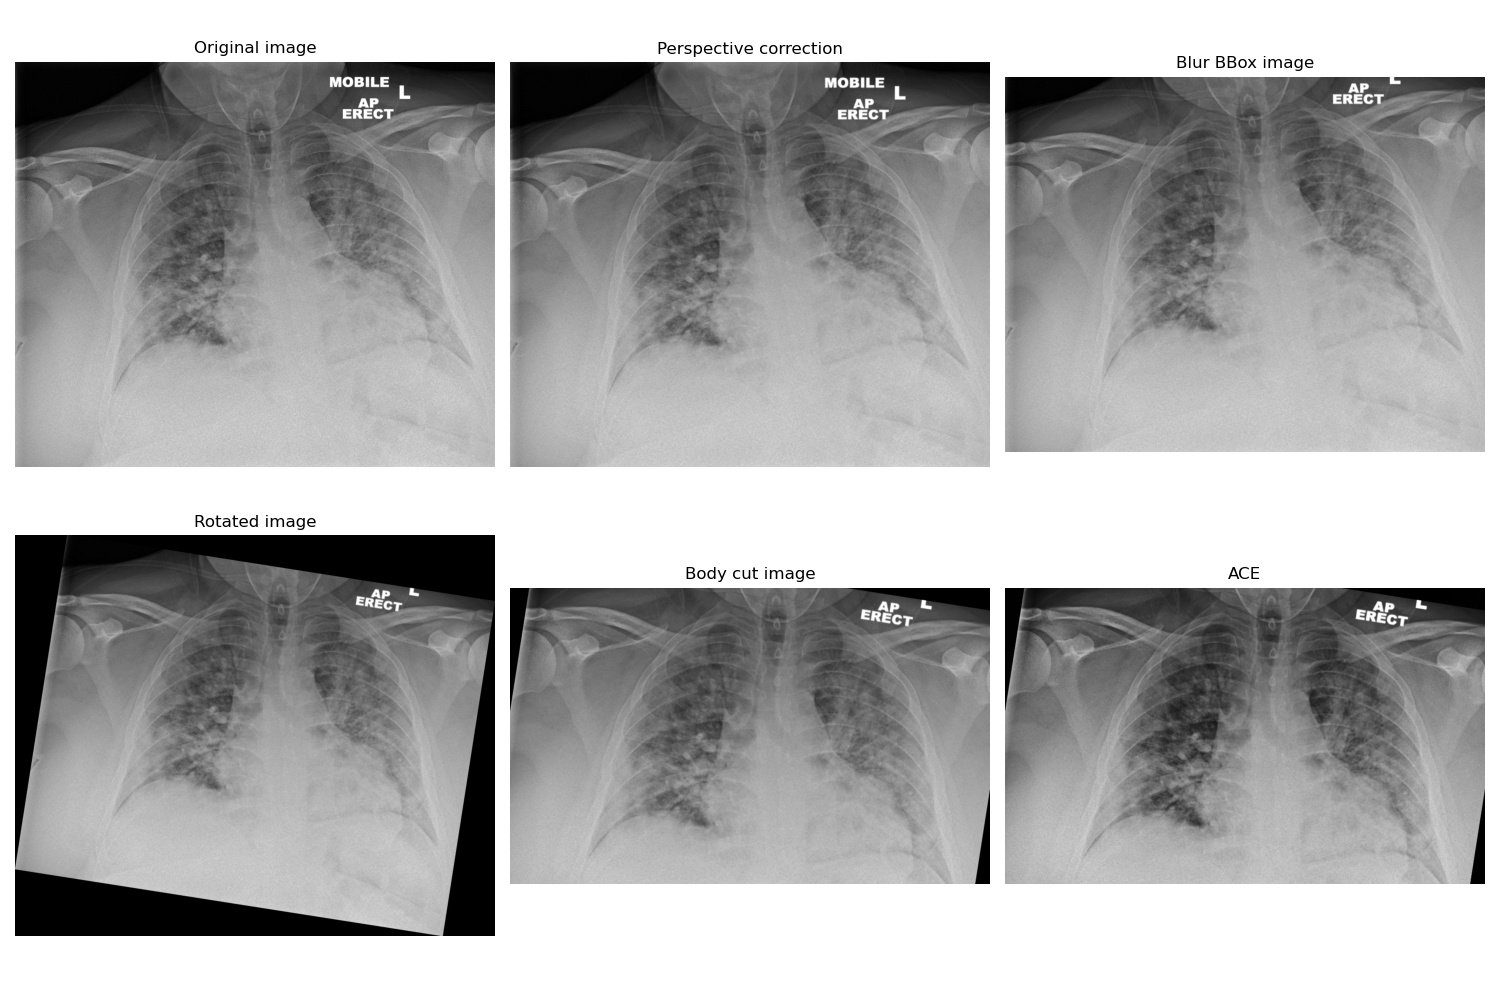 Original image
MOBILE
L
AP
ERECT
Perspective correction
MOBILE
L
AP
ERECT
Blur BBox image
L
AP
ERECT
Rotated image
L
AP
ERECT
Body cut image
L
AP
ERECT
ACE
L
AP
ERECT